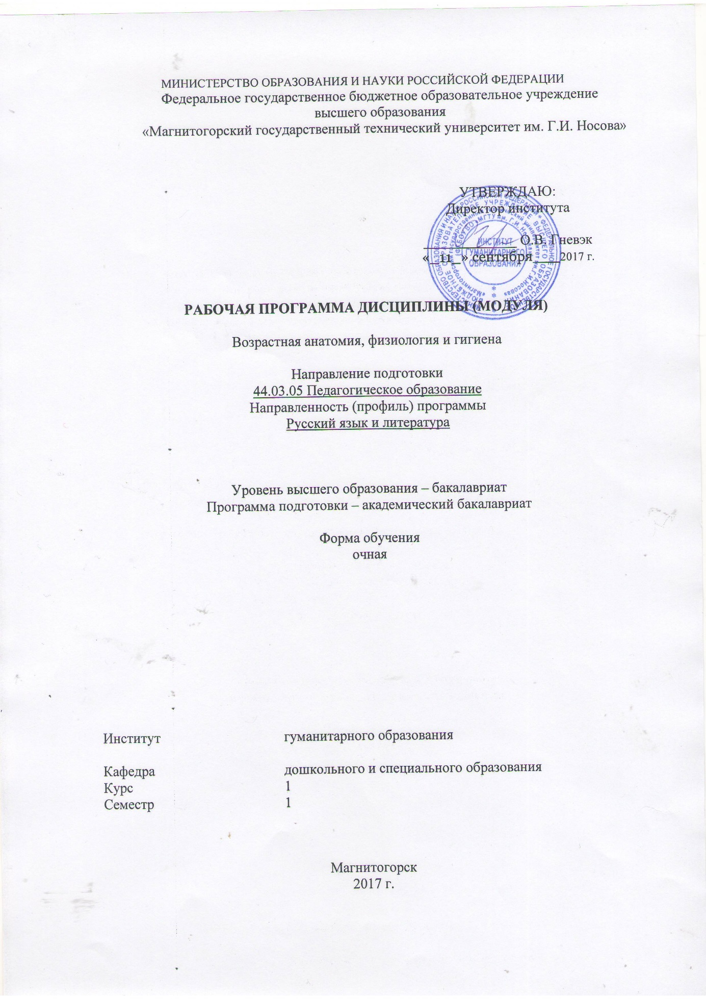 МИНИСТЕРСТВО ОБРАЗОВАНИЯ И НАУКИ РОССИЙСКОЙ ФЕДЕРАЦИИ
Федеральное государственное бюджетное образовательное учреждение
высшего образования
«Магнитогорский государственный технический университет им. Г.И. Носова»
УТВЕРЖДАЮ:
Директор института
_____________ О.В. Гневэк
«_11_» сентября____2017 г.
ИНСТИТУТ
ГУМАНИТАРНОГО
ОБРАЗОВАНИЯ
РАБОЧАЯ ПРОГРАММА ДИСЦИПЛИНЫ (МОДУЛЯ)
Возрастная анатомия, физиология и гигиена
Направление подготовки
44.03.05 Педагогическое образование
Направленность (профиль) программы
Русский язык и литература
Уровень высшего образования – бакалавриат
Программа подготовки – академический бакалавриат
Форма обучения
очная
Институт гуманитарного образования
Кафедра дошкольного и специального образования
Курс 1
Семестр 1
Магнитогорск
2017 г.